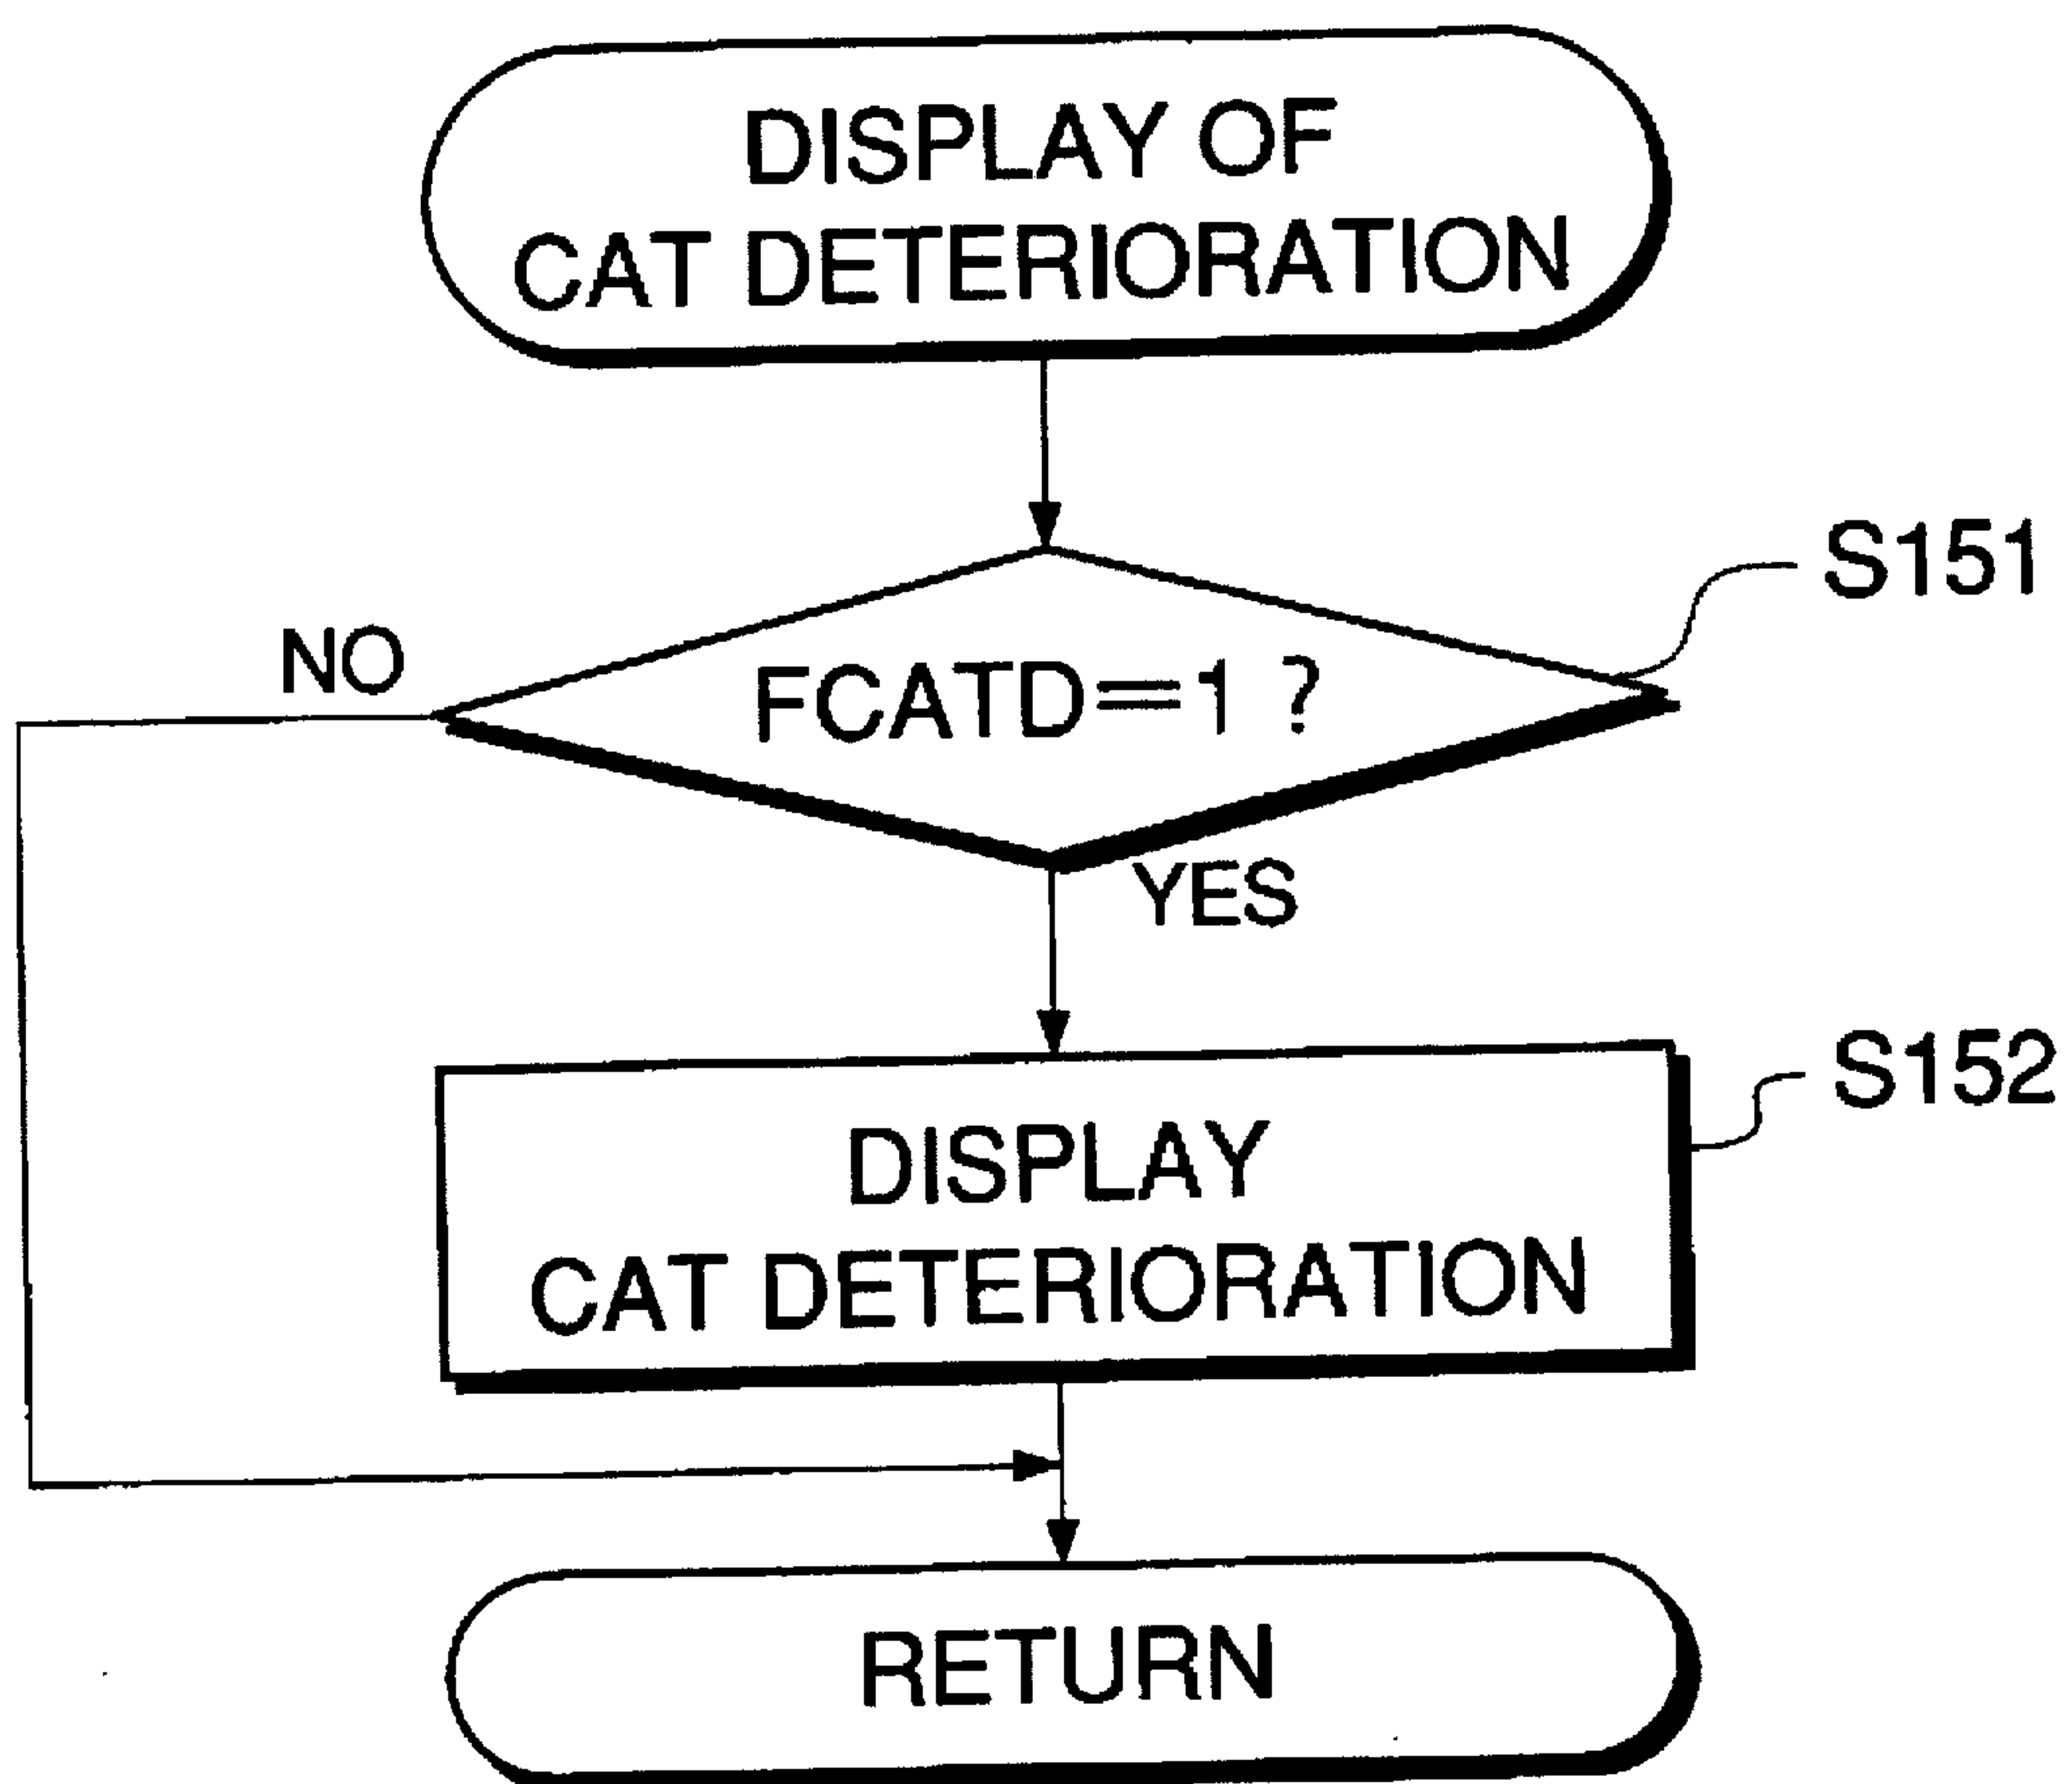 DISPLAY OF
CAT DETERIORATION
S151
NO
FCATD=1 ?
YES
S152
DISPLAY
CAT DETERIORATION
RETURN